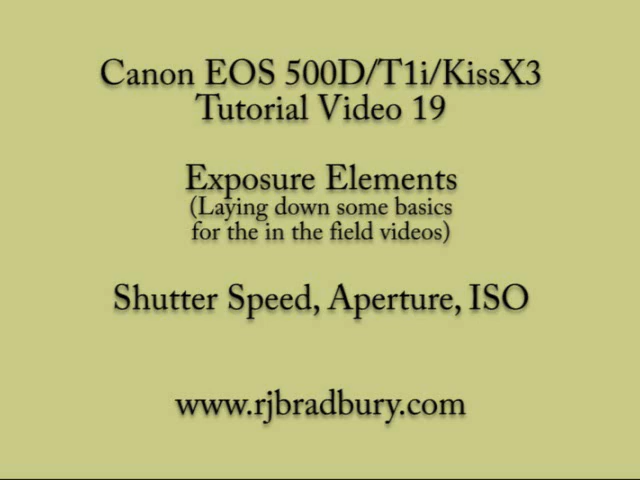 Canon EOS 500D/T1i/KissX3
Tutorial Video 19
Exposure Elements
(Laying down some basics
for the in the field videos)
Shutter Speed, Aperture, ISO
www.rjbradbury.com